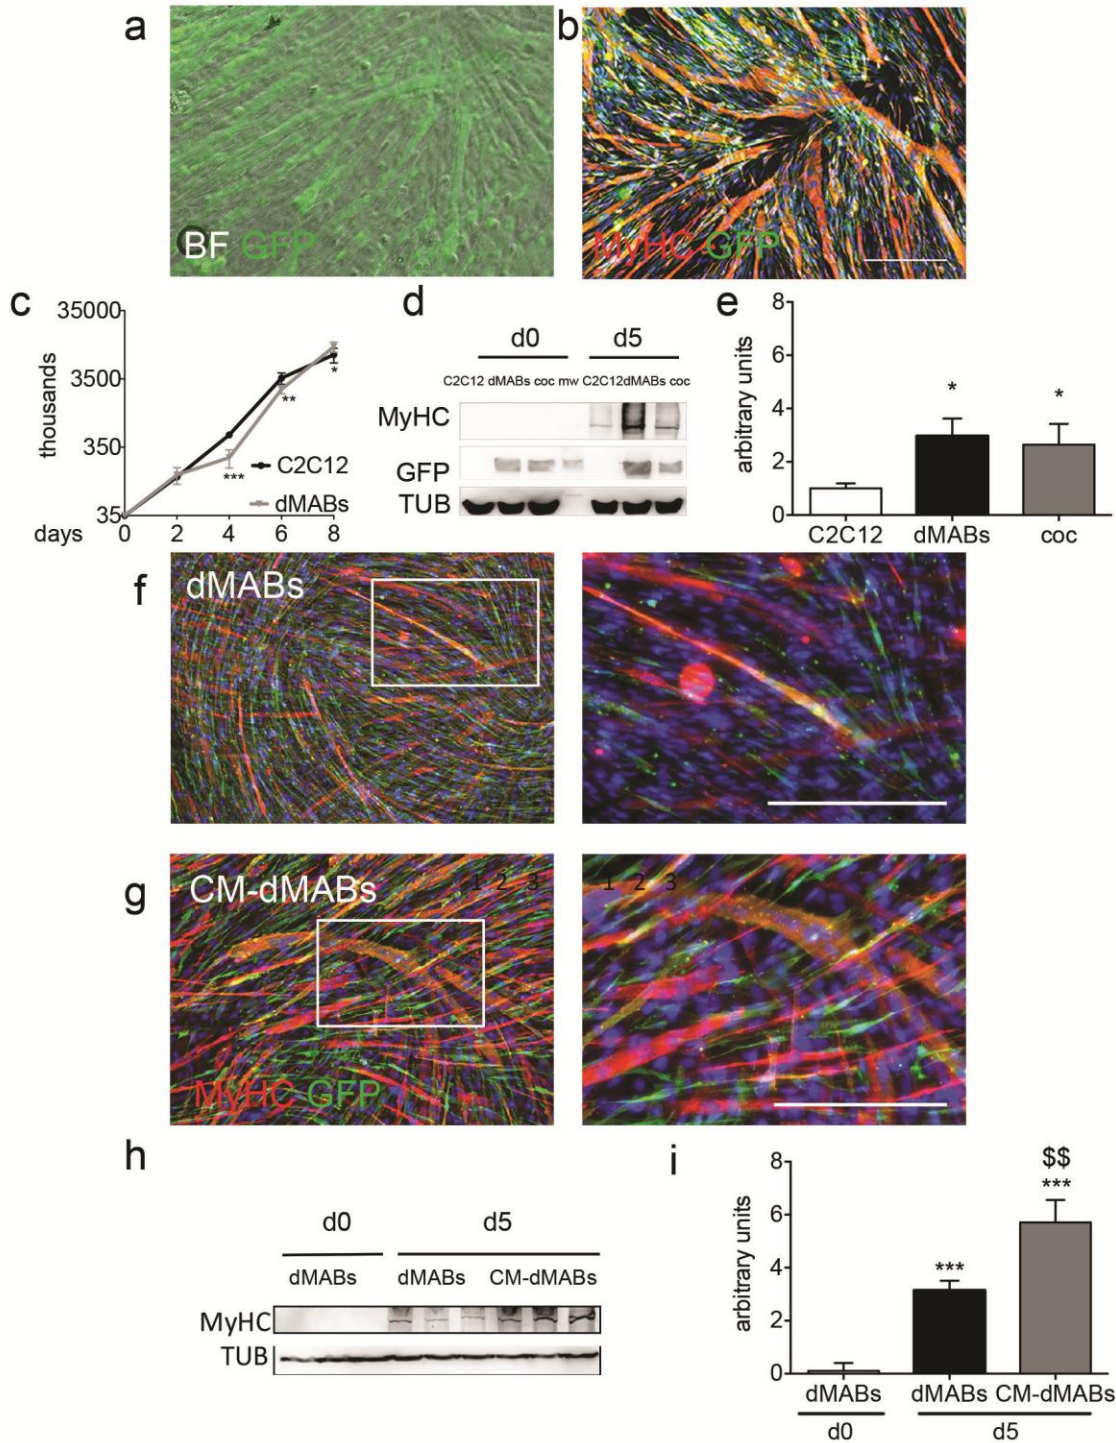 a
b
BF GFP
MyHC GFP
c
d
e
35000
3500
350
35
thousands
days
0 2 4 6 8
***
**
*
C2C12
dMABs
d0 d5
C2C12 dMABs coc mw C2C12dMABs coc
MyHC
GFP
TUB
8
6
4
2
0
arbitrary units
* *
C2C12 dMABs coc
f
dMABs
g
CM-dMABs
1 2 3
1 2 3
MyHC GFP
h
i
d0 d5
dMABs dMABs CM-dMABs
MyHC
TUB
8
6
4
2
0
arbitrary units
$$
***
***
dMABs dMABs CM-dMABs
d0 d5